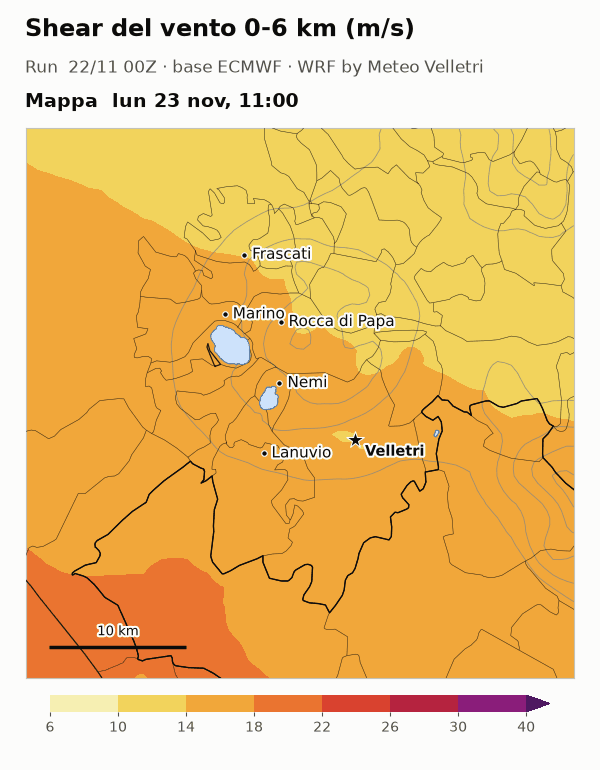 Shear del vento 0-6 km (m/s)
Run  22/11 00Z · base ECMWF · WRF by Meteo Velletri
Mappa  lun 23 nov, 11:00
Frascati
Marino
Rocca di Papa
Nemi
Lanuvio
Velletri
10 km
6 10 14 18 22 26 30 40